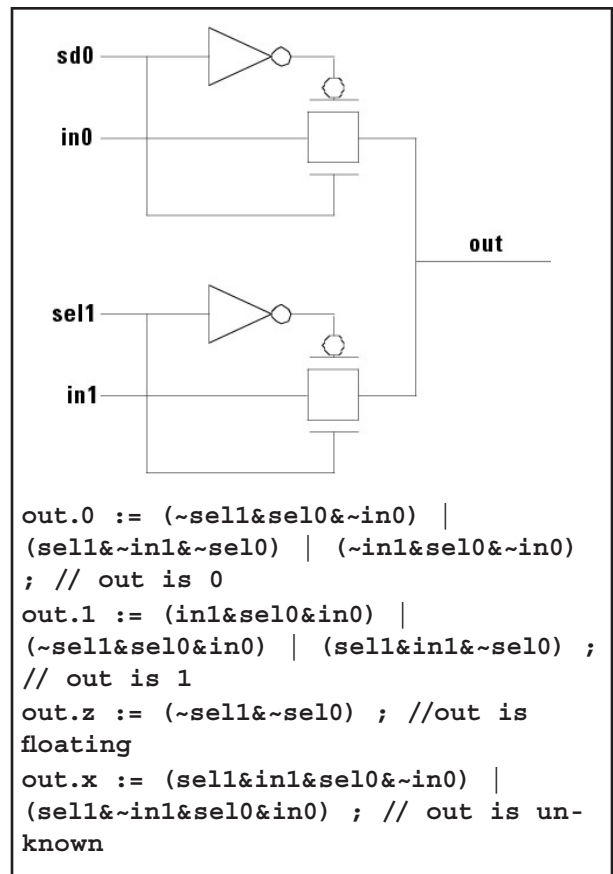 sd0
in0
out
sel1
in1
out.0 := (~sel1&sel0&~in0) |
(sel1&~in1&~sel0) | (~in1&sel0&~in0)
; // out is 0
out.1 := (in1&sel0&in0) |
(~sel1&sel0&in0) | (sel1&in1&~sel0) ;
// out is 1
out.z := (~sel1&~sel0) ; //out is
floating
out.x := (sel1&in1&sel0&~in0) |
(sel1&~in1&sel0&in0) ; // out is un-
known